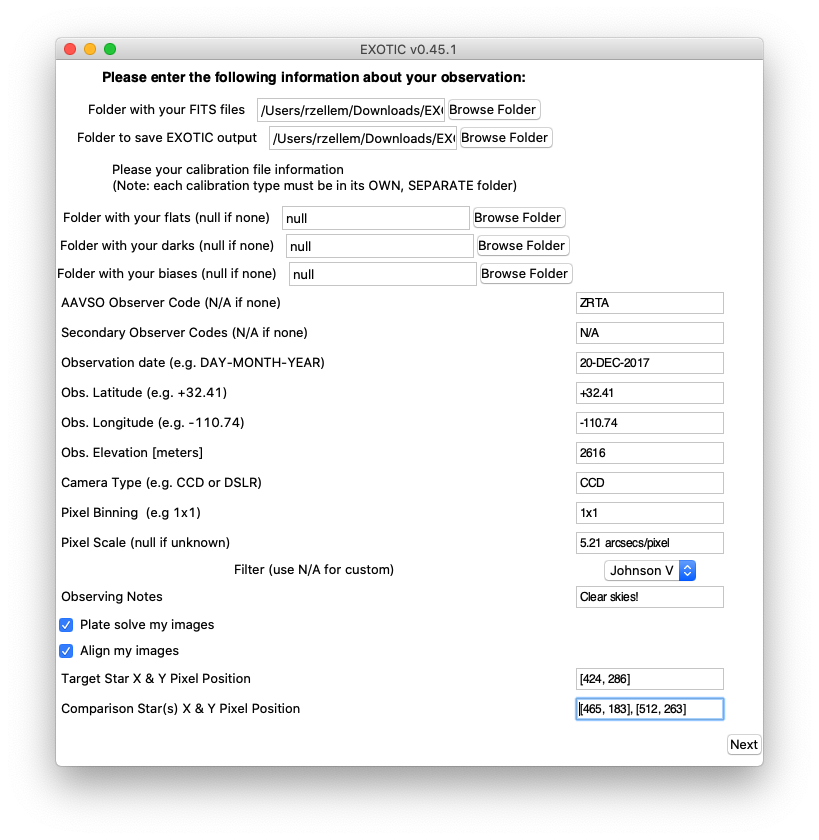 EXOTIC v0.45.1
Please enter the following information about your observation:
Folder with your FITS files /Users/rzellem/Downloads/EX Browse Folder
Folder to save EXOTIC output /Users/rzellem/Downloads/EX Browse Folder
Please your calibration file information
(Note: each calibration type must be in its OWN, SEPARATE folder)
Folder with your flats (null if none) null Browse Folder
Folder with your darks (null if none) null Browse Folder
Folder with your biases (null if none) null Browse Folder
AAVSO Observer Code (N/A if none) ZRTA
Secondary Observer Codes (N/A if none) N/A
Observation date (e.g. DAY-MONTH-YEAR) 20-DEC-2017
Obs. Latitude (e.g. +32.41) +32.41
Obs. Longitude (e.g. -110.74) -110.74
Obs. Elevation [meters] 2616
Camera Type (e.g. CCD or DSLR) CCD
Pixel Binning (e.g 1x1) 1x1
Pixel Scale (null if unknown) 5.21 arcsecs/pixel
Filter (use N/A for custom) Johnson V
Observing Notes Clear skies!
Plate solve my images
Align my images
Target Star X & Y Pixel Position [424, 286]
Comparison Star(s) X & Y Pixel Position [465, 183], [512, 263]
Next